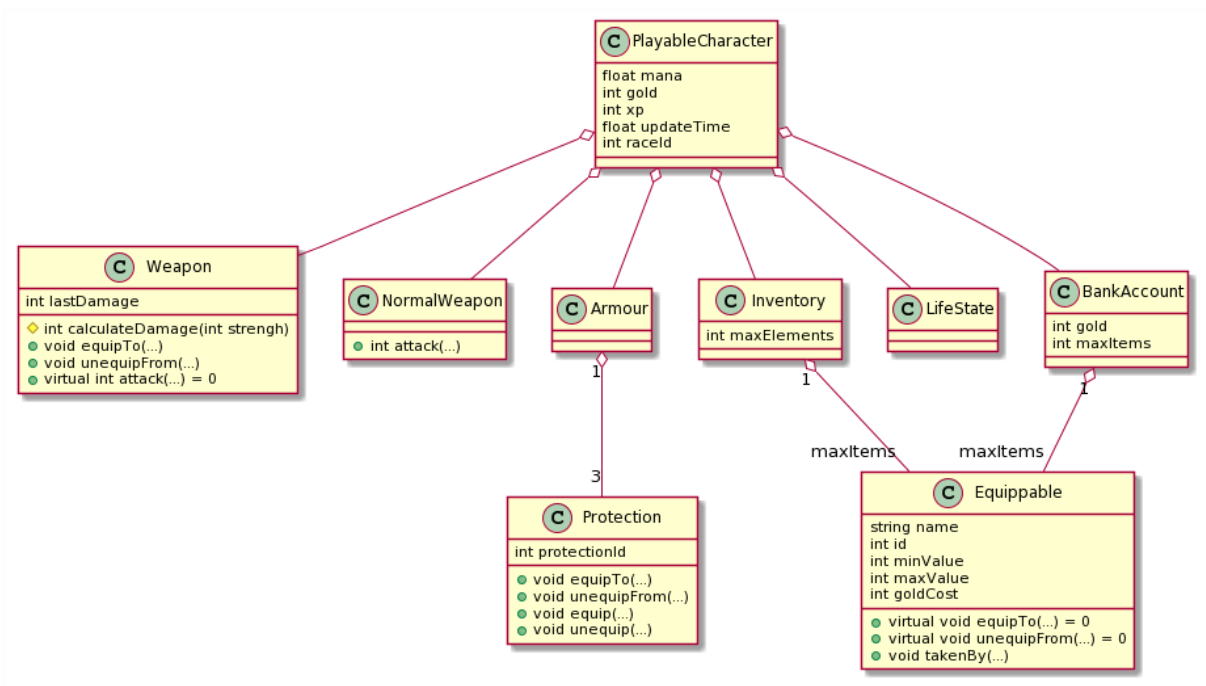 C PlayableCharacter
float mana
int gold
int xp
float updateTime
int raceId
C Weapon
int lastDamage
int calculateDamage(int strengh)
void equipTo(...)
void unequipFrom(...)
virtual int attack(...) = 0
C NormalWeapon
int attack(...)
C Armour
1
C Inventory
int maxElements
1
C LifeState
C BankAccount
int gold
int maxItems
1
3
maxItems
maxItems
C Protection
int protectionId
void equipTo(...)
void unequipFrom(...)
void equip(...)
void unequip(...)
C Equippable
string name
int id
int minValue
int maxValue
int goldCost
virtual void equipTo(...) = 0
virtual void unequipFrom(...) = 0
void takenBy(...)